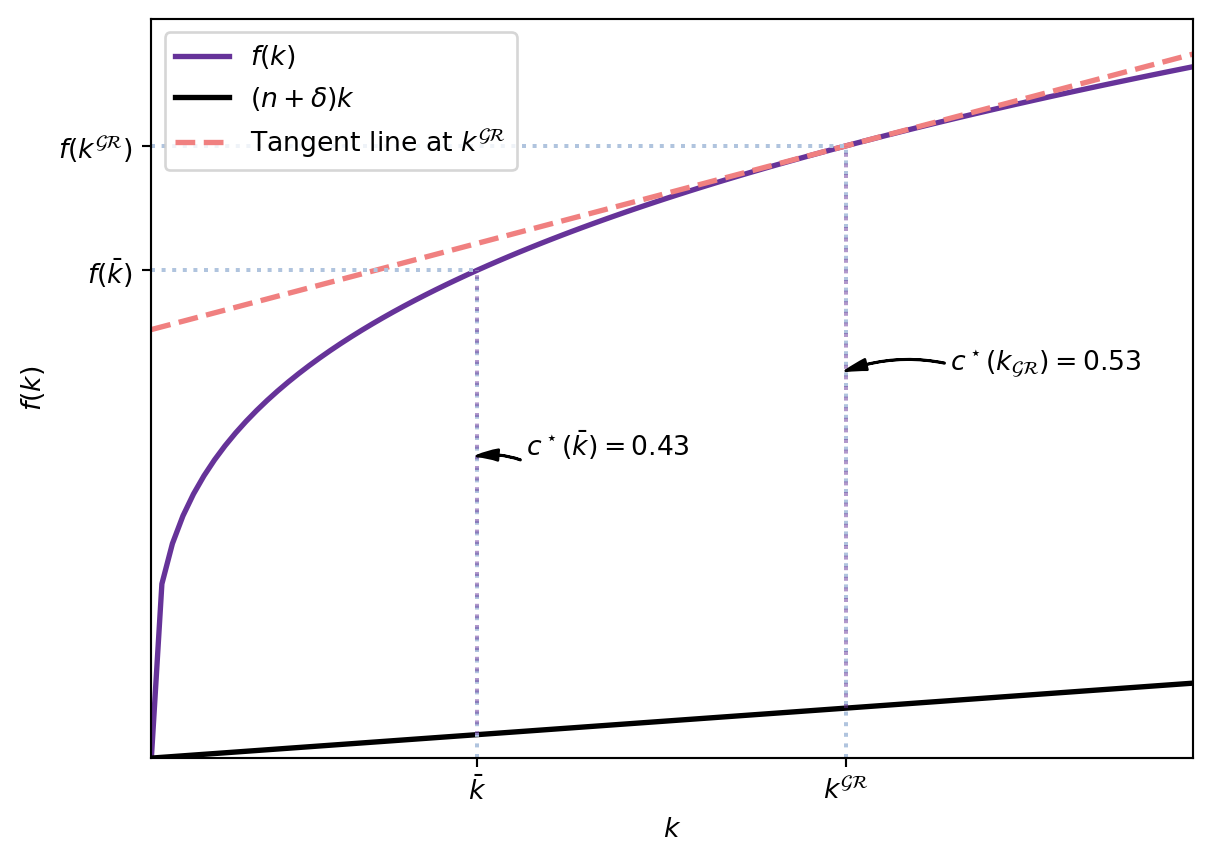 f(k)
(n + δ)k
Tangent line at k^𝒢ℛ
f(k^𝒢ℛ)
f(k̄)
f(k)
c⋆(k_𝒢ℛ) = 0.53
c⋆(k̄) = 0.43
k̄
k^𝒢ℛ
k